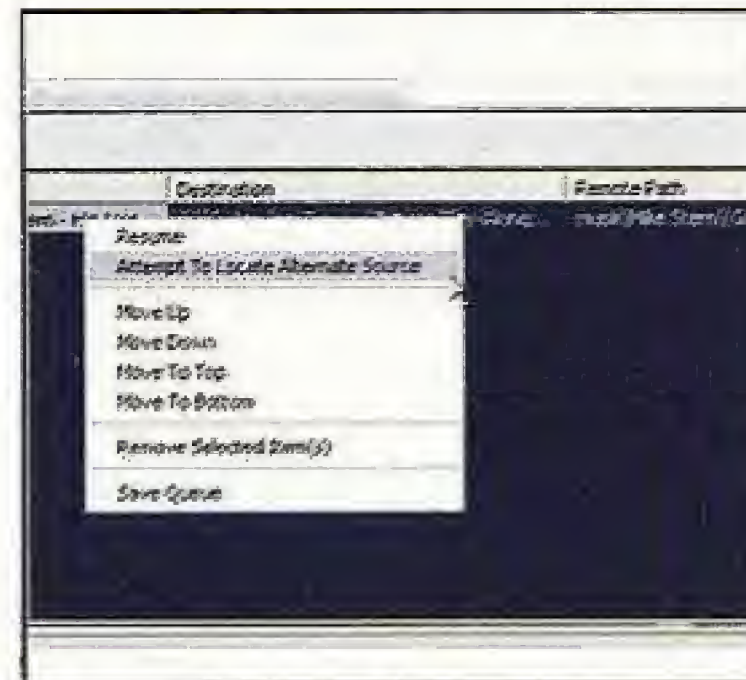 Destination Remote Path
Resume
Attempt To Locate Alternate Source
Move Up
Move Down
Move To Top
Move To Bottom
Remove Selected Item(s)
Save Queue